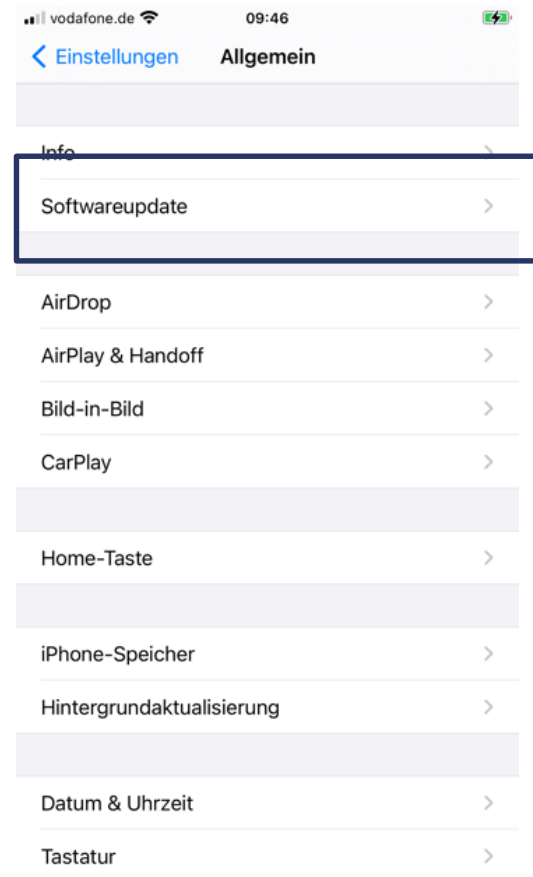 vodafone.de 09:46
Einstellungen Allgemein
Info
Softwareupdate
AirDrop
AirPlay & Handoff
Bild-in-Bild
CarPlay
Home-Taste
iPhone-Speicher
Hintergrundaktualisierung
Datum & Uhrzeit
Tastatur